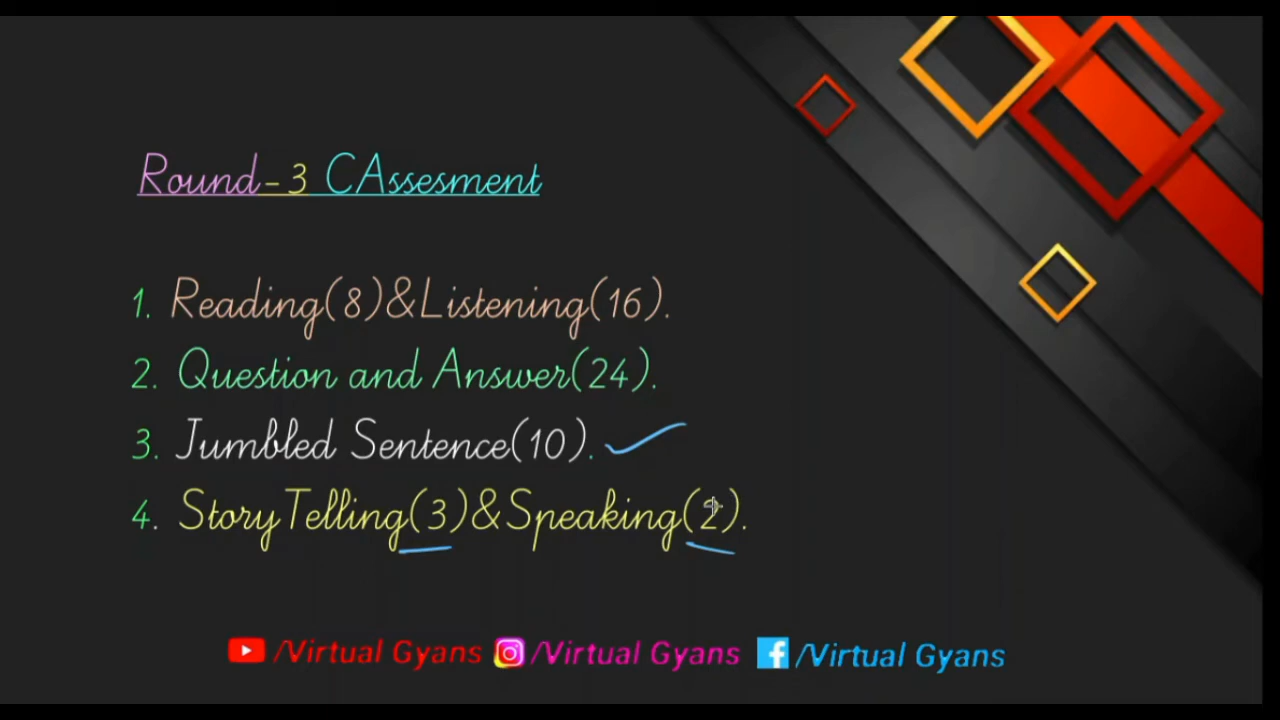 Round-3 CAssesment
1. Reading(8)&Listening(16).
2. Question and Answer(24).
3. Jumbled Sentence(10).
4. StoryTelling(3)&Speaking(2).
/Virtual Gyans /Virtual Gyans /Virtual Gyans